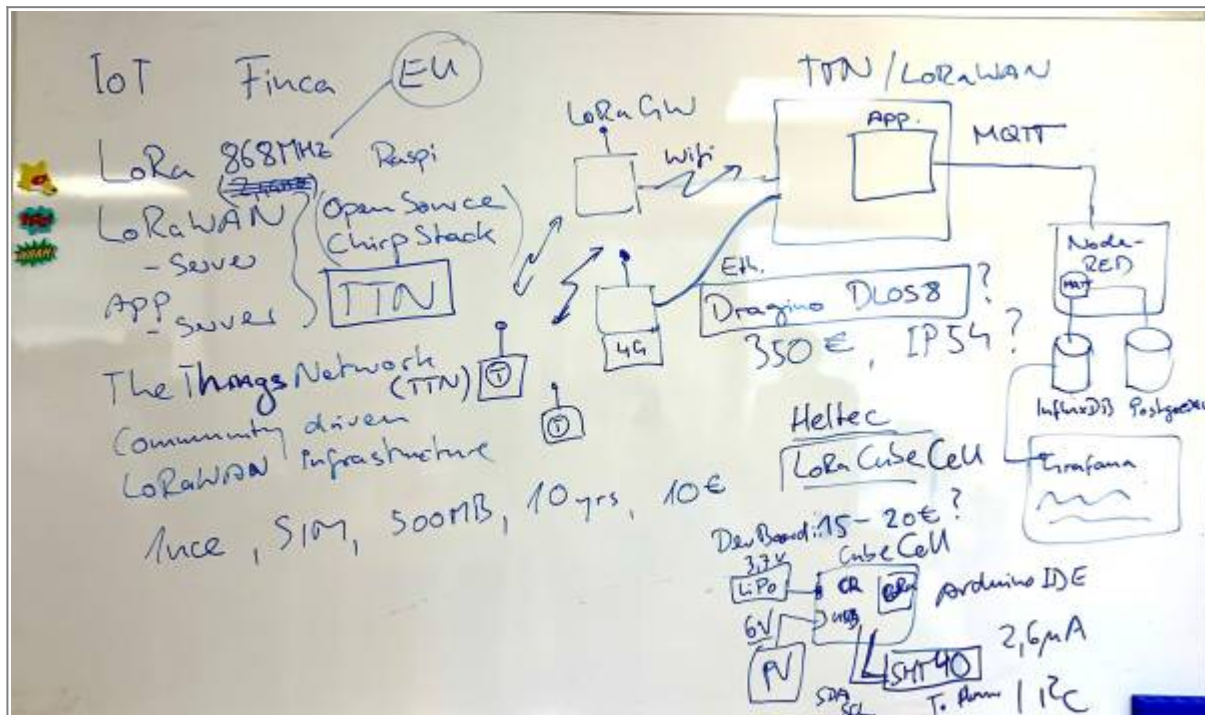 IoT Finca EU
LoRa 868MHz Raspi
LoRaWAN
- Server
App
- Server
(Open Source
ChirpStack)
TTN
The Things Network
(TTN)
Community driven
LoRaWAN Infrastructure
1nce, SIM, 500MB, 10 yrs, 10€
LoRa GW
Wifi
4G
T
T
TTN/LoRaWAN
App.
MQTT
Eth.
Dragino DLOS8 ?
350 €, IP54 ?
Node-
RED
MQTT
InfluxDB
Grafana
Heltec
LoRa CubeCell
DevBoard: 15-20€?
CubeCell
3,7V
LiPo
USB
6V
PV
Arduino IDE
SHT40
2,6µA
SDA
SCL
I²C